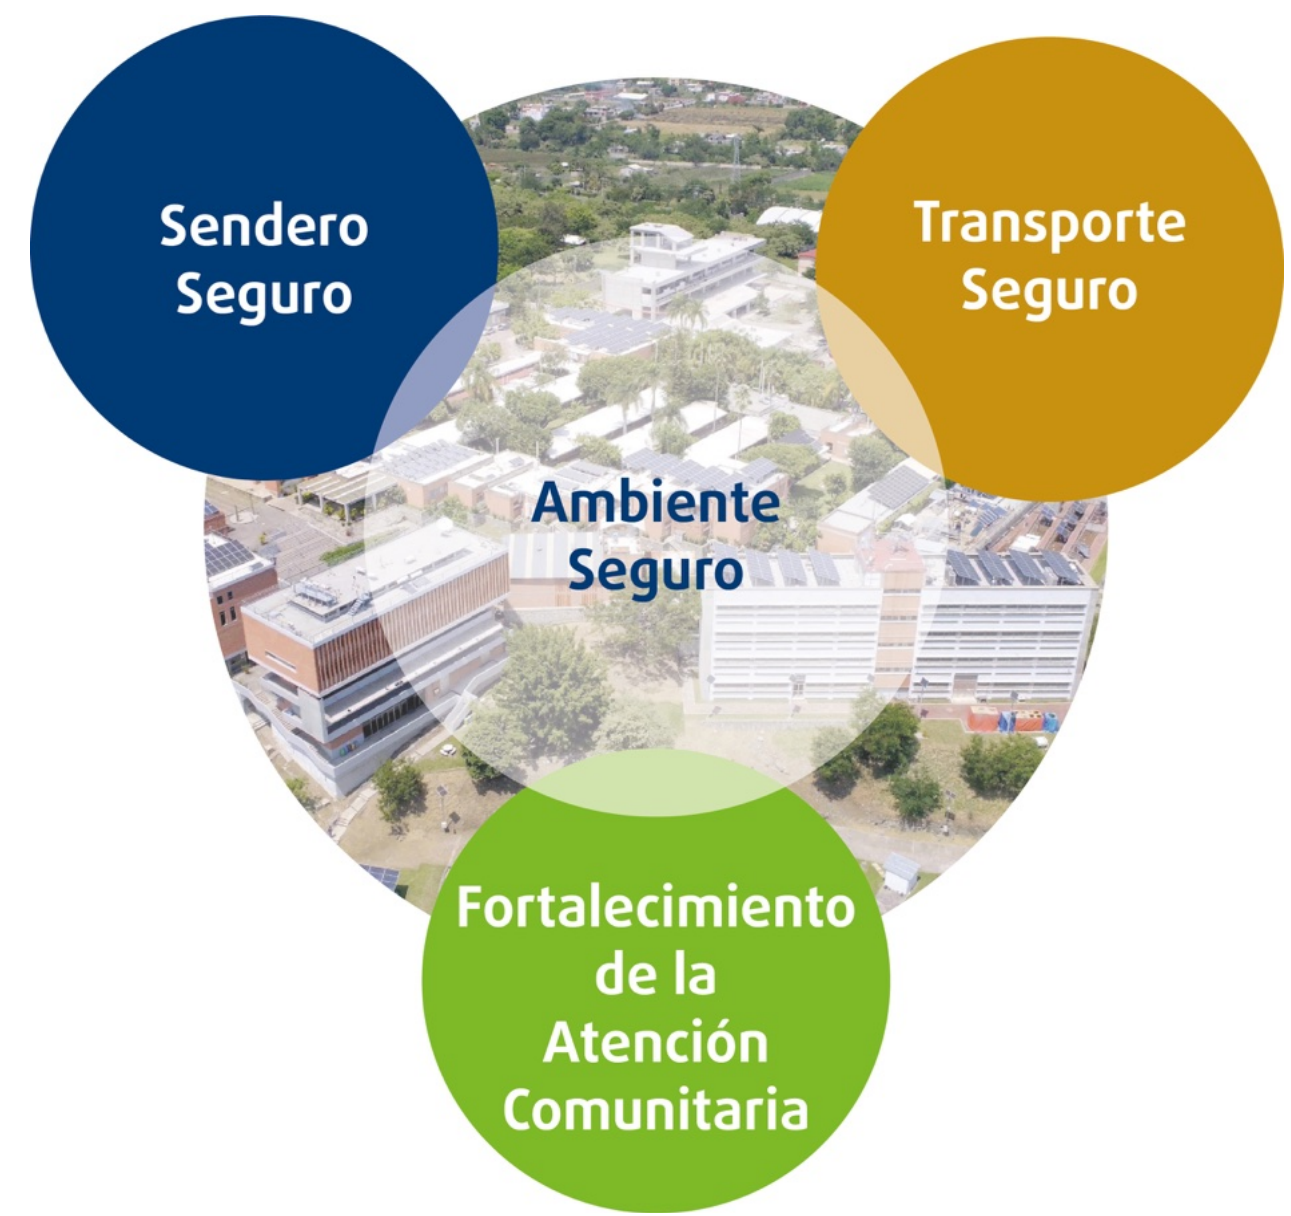 Sendero
Seguro
Transporte
Seguro
Ambiente
Seguro
Fortalecimiento
de la
Atención
Comunitaria